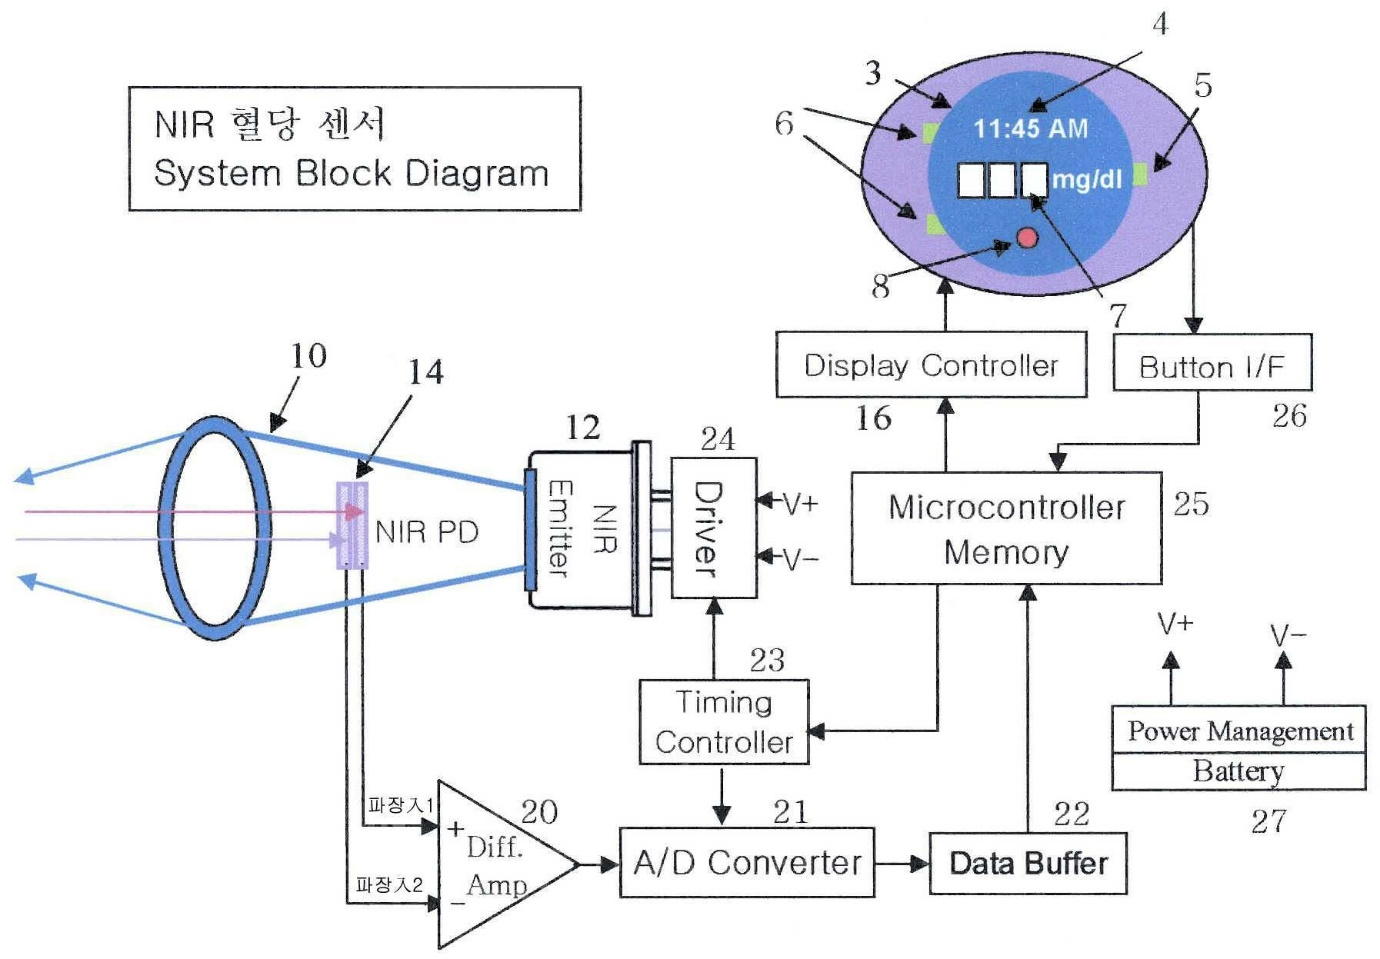 NIR 혈당 센서
System Block Diagram
4
3
5
6
11:45 AM
mg/dl
8
7
Display Controller
Button I/F
16
26
10
14
12
24
NIR PD
NIR
Emitter
Driver
V+
V-
Microcontroller
Memory
25
23
Timing
Controller
V+
V-
Power Management
Battery
27
파장入1
파장入2
+
Diff.
Amp
-
20
21
A/D Converter
22
Data Buffer